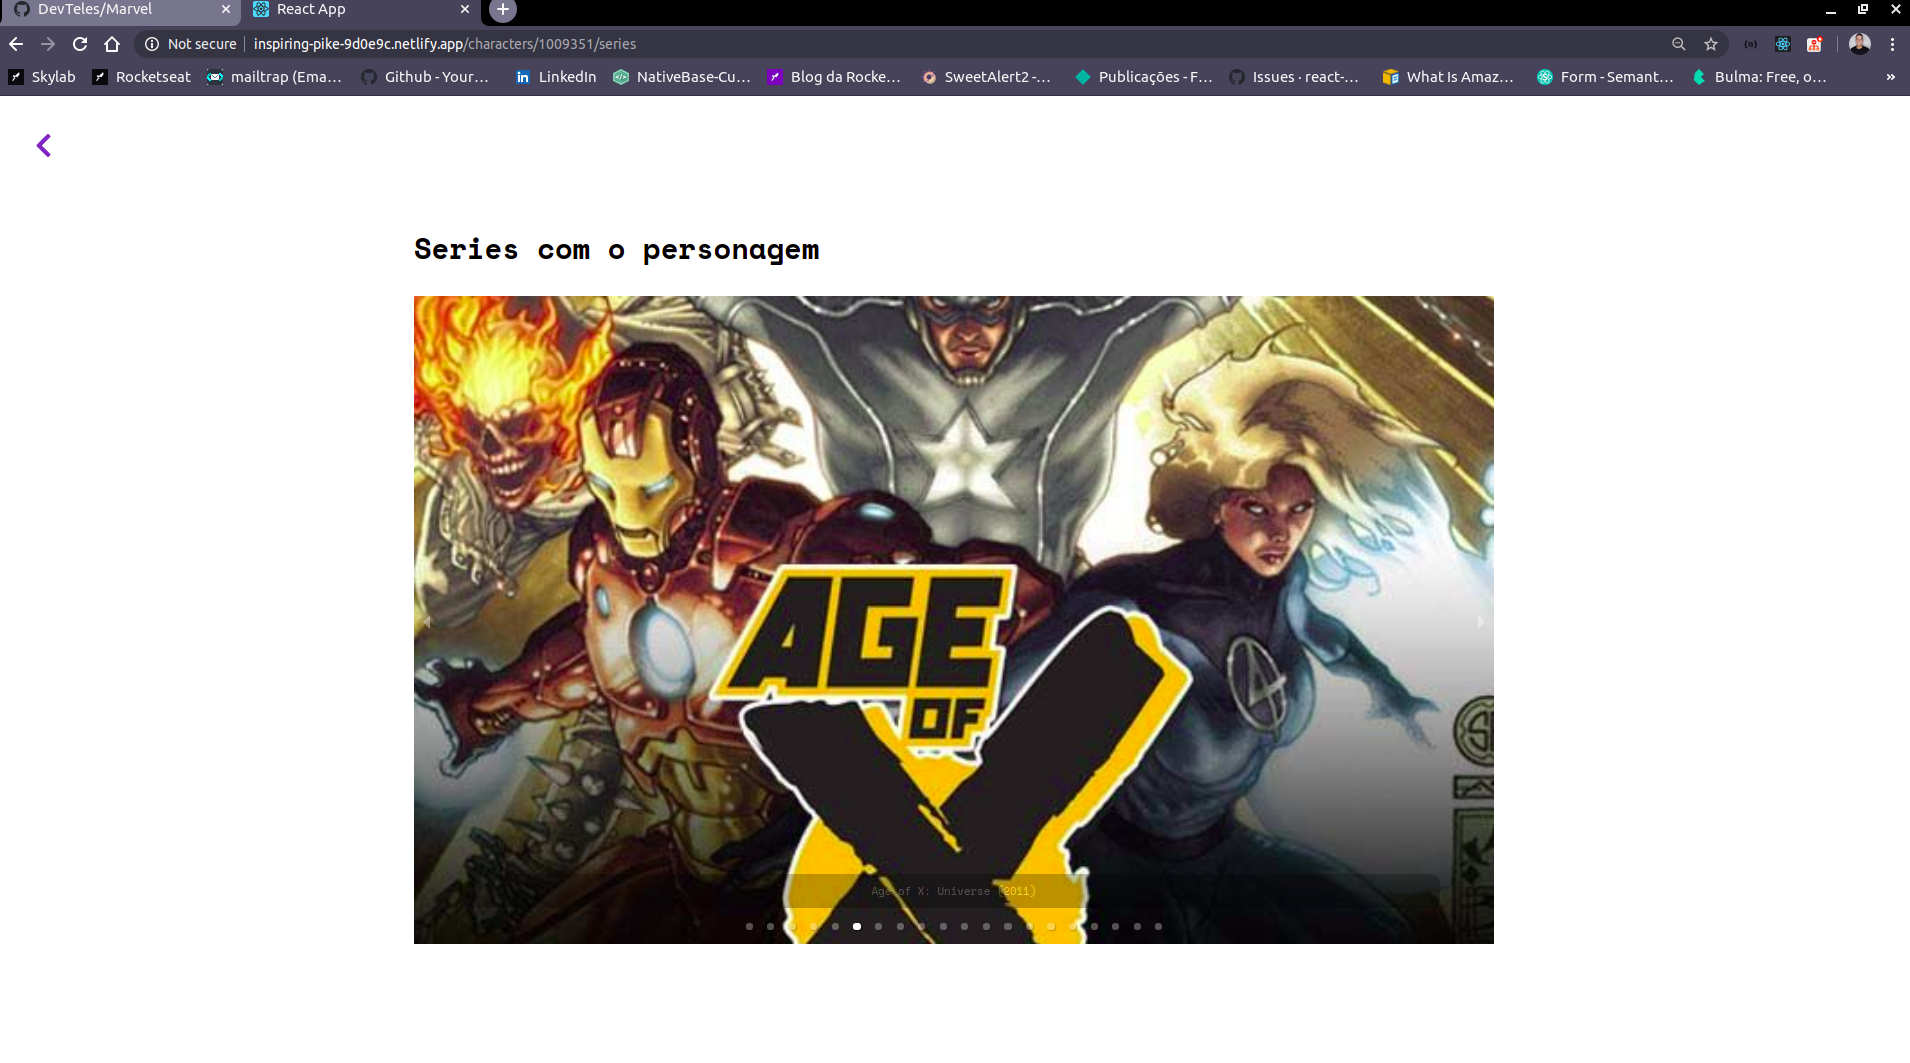 DevTeles/Marvel
React App
Not secure
inspiring-pike-9d0e9c.netlify.app/characters/1009351/series
Skylab
Rocketseat
mailtrap (Ema...
Github - Your...
LinkedIn
NativeBase-Cu...
Blog da Rocke...
SweetAlert2 -...
Publicações - F...
Issues · react-...
What Is Amaz...
Form - Semant...
Bulma: Free, o...
»
Series com o personagem
AGE
OF
X
Age of X: Universe (2011)